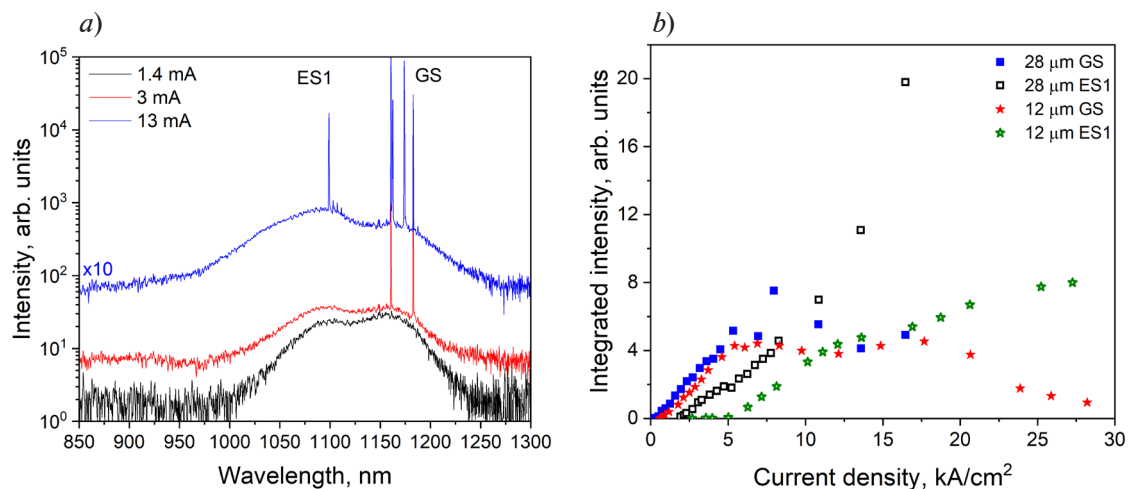 a)
10⁵
10⁴
10³
10²
10¹
10⁰
Intensity, arb. units
1.4 mA
3 mA
13 mA
ES1
GS
x10
850 900 950 1000 1050 1100 1150 1200 1250 1300
Wavelength, nm
b)
20
16
12
8
4
0
Integrated intensity, arb. units
28 μm GS
28 μm ES1
12 μm GS
12 μm ES1
0 5 10 15 20 25 30
Current density, kA/cm²